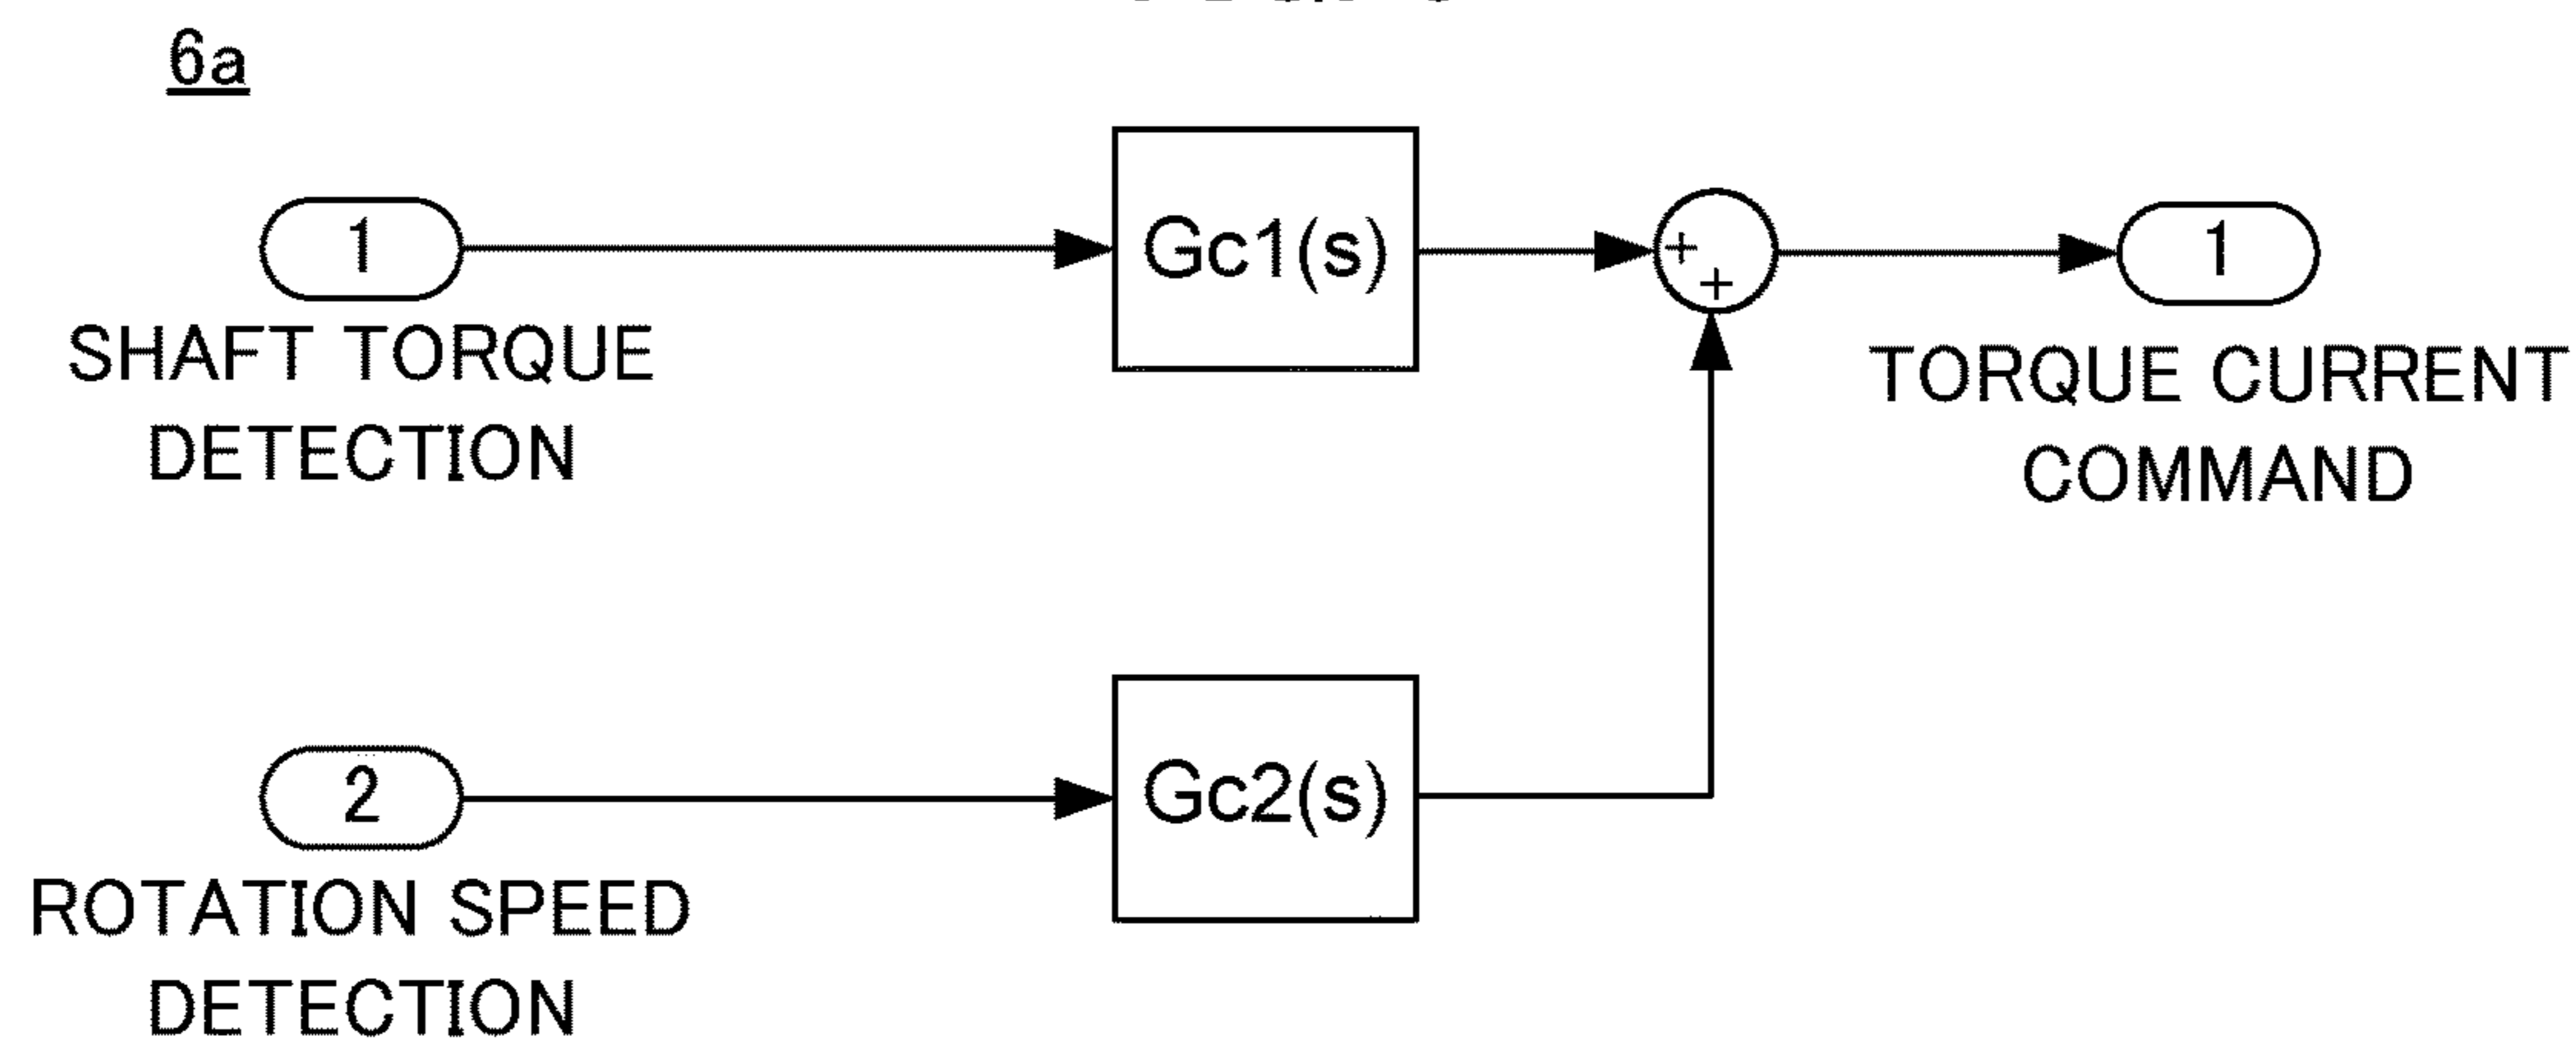 6a
1
Gc1(s)
+
+
1
SHAFT TORQUE
DETECTION
TORQUE CURRENT
COMMAND
2
Gc2(s)
ROTATION SPEED
DETECTION